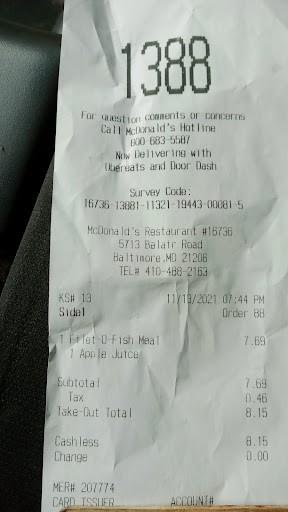 1388
For question comments or concerns
Call McDonald's Hotline
800-683-5587
Now Delivering with
Ubereats and Door Dash
Survey Code:
16736-13881-11321-19443-00081-5
McDonald's Restaurant #16736
5713 Belair Road
Baltimore,MD 21206
TEL# 410-488-2163
KS# 13 11/13/2021 07:44 PM
Side1 Order 88
1 Filet-O-Fish Meal 7.69
1 Apple Juice
Subtotal 7.69
Tax 0.46
Take-Out Total 8.15
Cashless 8.15
Change 0.00
MER# 207774
CARD ISSUER ACCOUNT#